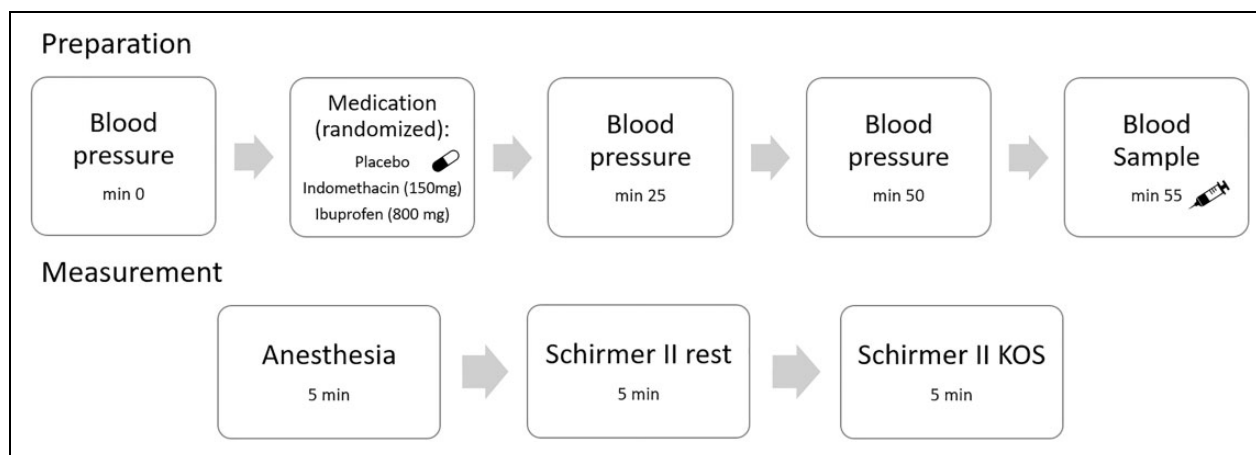 Preparation
Blood
pressure
min 0
Medication
(randomized):
Placebo
Indomethacin (150mg)
Ibuprofen (800 mg)
Blood
pressure
min 25
Blood
pressure
min 50
Blood
Sample
min 55
Measurement
Anesthesia
5 min
Schirmer II rest
5 min
Schirmer II KOS
5 min